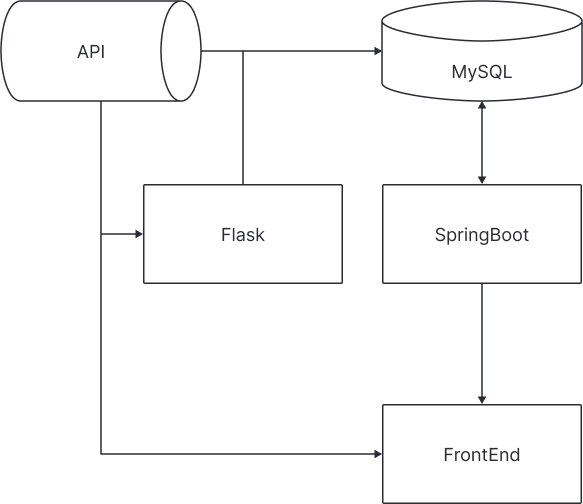 API
MySQL
Flask
SpringBoot
FrontEnd